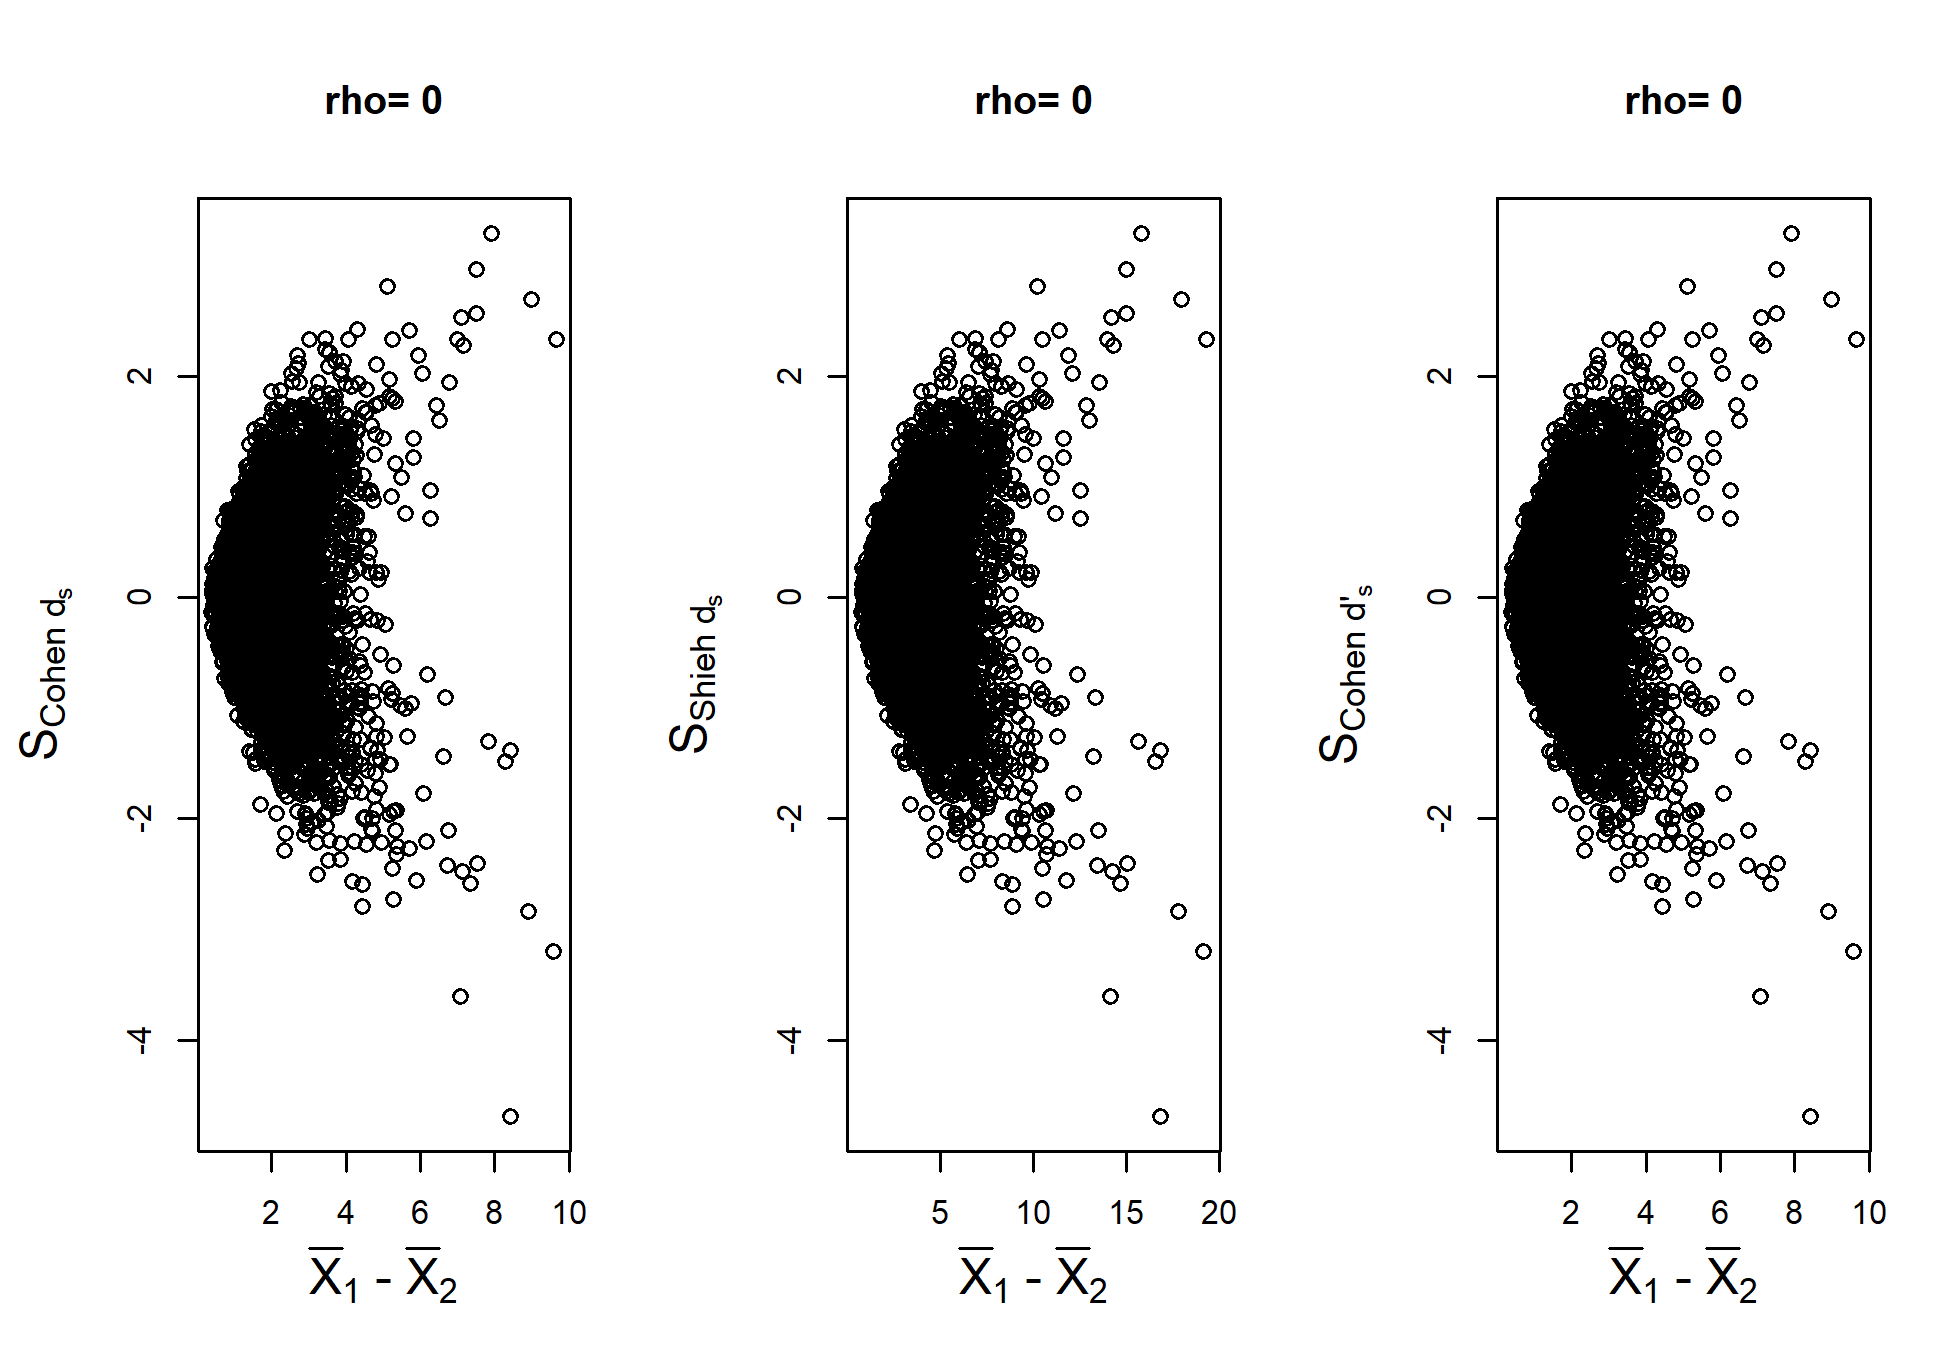 rho= 0
rho= 0
rho= 0
S_Cohen d_s
2
0
-2
-4
2 4 6 8 10
X̅₁ - X̅₂
S_Shieh d_s
2
0
-2
-4
5 10 15 20
X̅₁ - X̅₂
S_Cohen d'_s
2
0
-2
-4
2 4 6 8 10
X̅₁ - X̅₂